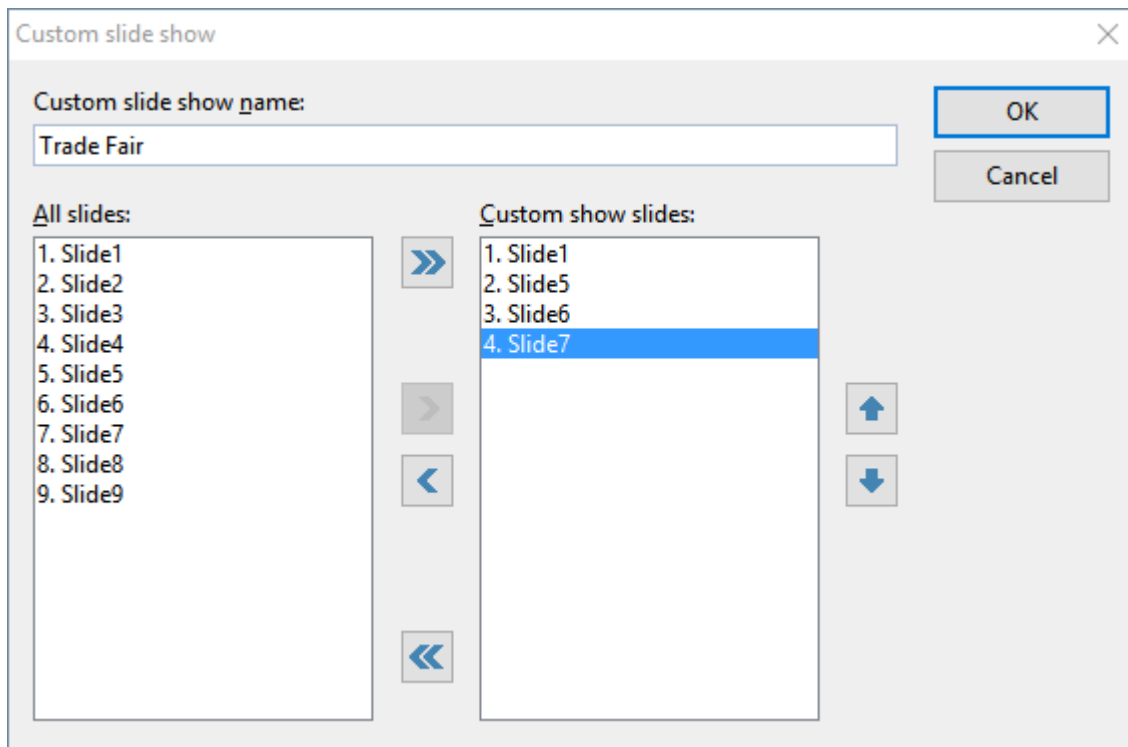 Custom slide show
Custom slide show name:
OK
Trade Fair
Cancel
All slides:
1. Slide1
2. Slide2
3. Slide3
4. Slide4
5. Slide5
6. Slide6
7. Slide7
8. Slide8
9. Slide9
Custom show slides:
1. Slide1
2. Slide5
3. Slide6
4. Slide7